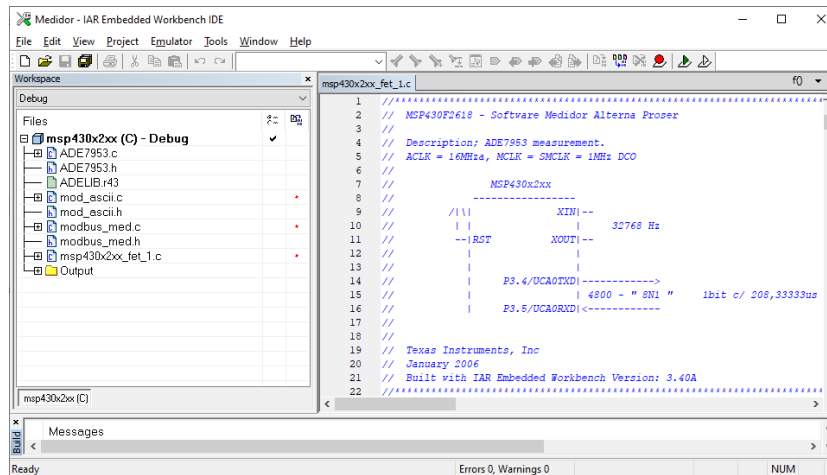 Medidor - IAR Embedded Workbench IDE
File Edit View Project Emulator Tools Window Help
Workspace
Debug
Files
msp430x2xx (C) - Debug
ADE7953.c
ADE7953.h
ADELIB.r43
mod_ascii.c
mod_ascii.h
modbus_med.c
modbus_med.h
msp430x2xx_fet_1.c
Output
msp430x2xx (C)
msp430x2xx_fet_1.c
f()
1 //******************************************************************************
2 // MSP430F2618 - Software Medidor Alterna Proser
3 //
4 // Description; ADE7953 measurement.
5 // ACLK = 16MHza, MCLK = SMCLK = 1MHz DCO
6 //
7 // MSP430x2xx
8 // -----------------
9 // /|\| XIN|--
10 // | | | 32768 Hz
11 // --|RST XOUT|--
12 // | |
13 // | |
14 // | P3.4/UCA0TXD|------------>
15 // | | 4800 - " 8N1 " 1bit c/ 208,33333us
16 // | P3.5/UCA0RXD|<------------
17 //
18 //
19 // Texas Instruments, Inc
20 // January 2006
21 // Built with IAR Embedded Workbench Version: 3.40A
22 //******************************************************************************
Build
Messages
Ready
Errors 0, Warnings 0
NUM